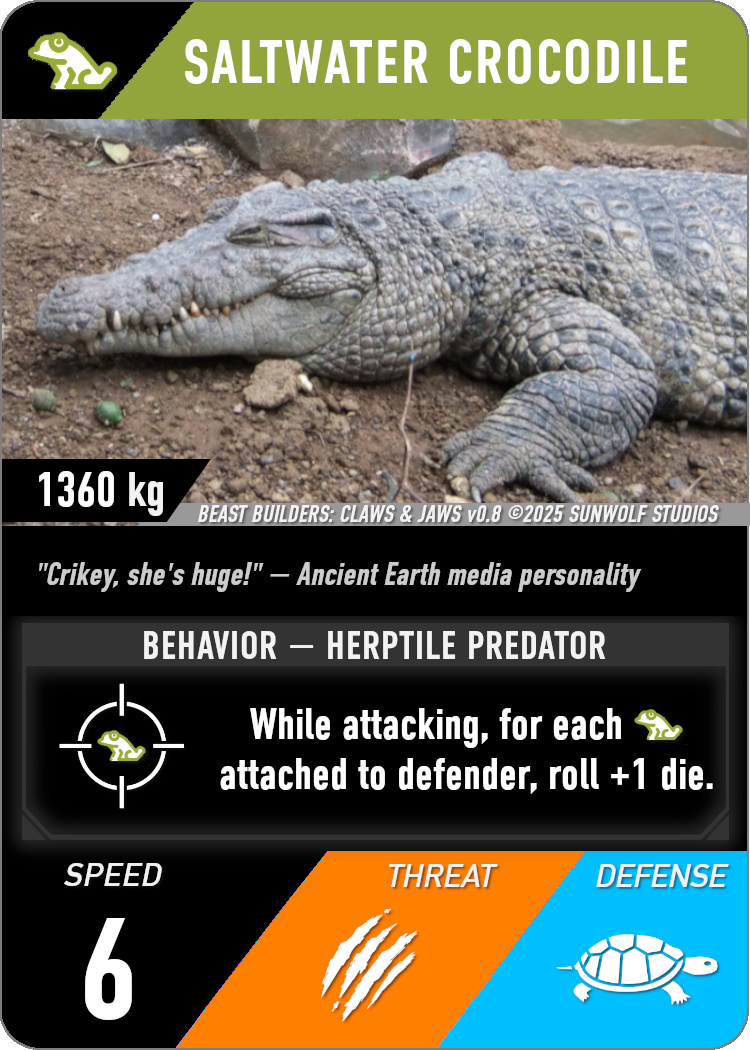 SALTWATER CROCODILE
1360 kg
BEAST BUILDERS: CLAWS & JAWS v0.8 ©2025 SUNWOLF STUDIOS
"Crikey, she's huge!" — Ancient Earth media personality
BEHAVIOR — HERPTILE PREDATOR
While attacking, for each
attached to defender, roll +1 die.
SPEED
THREAT
DEFENSE
6